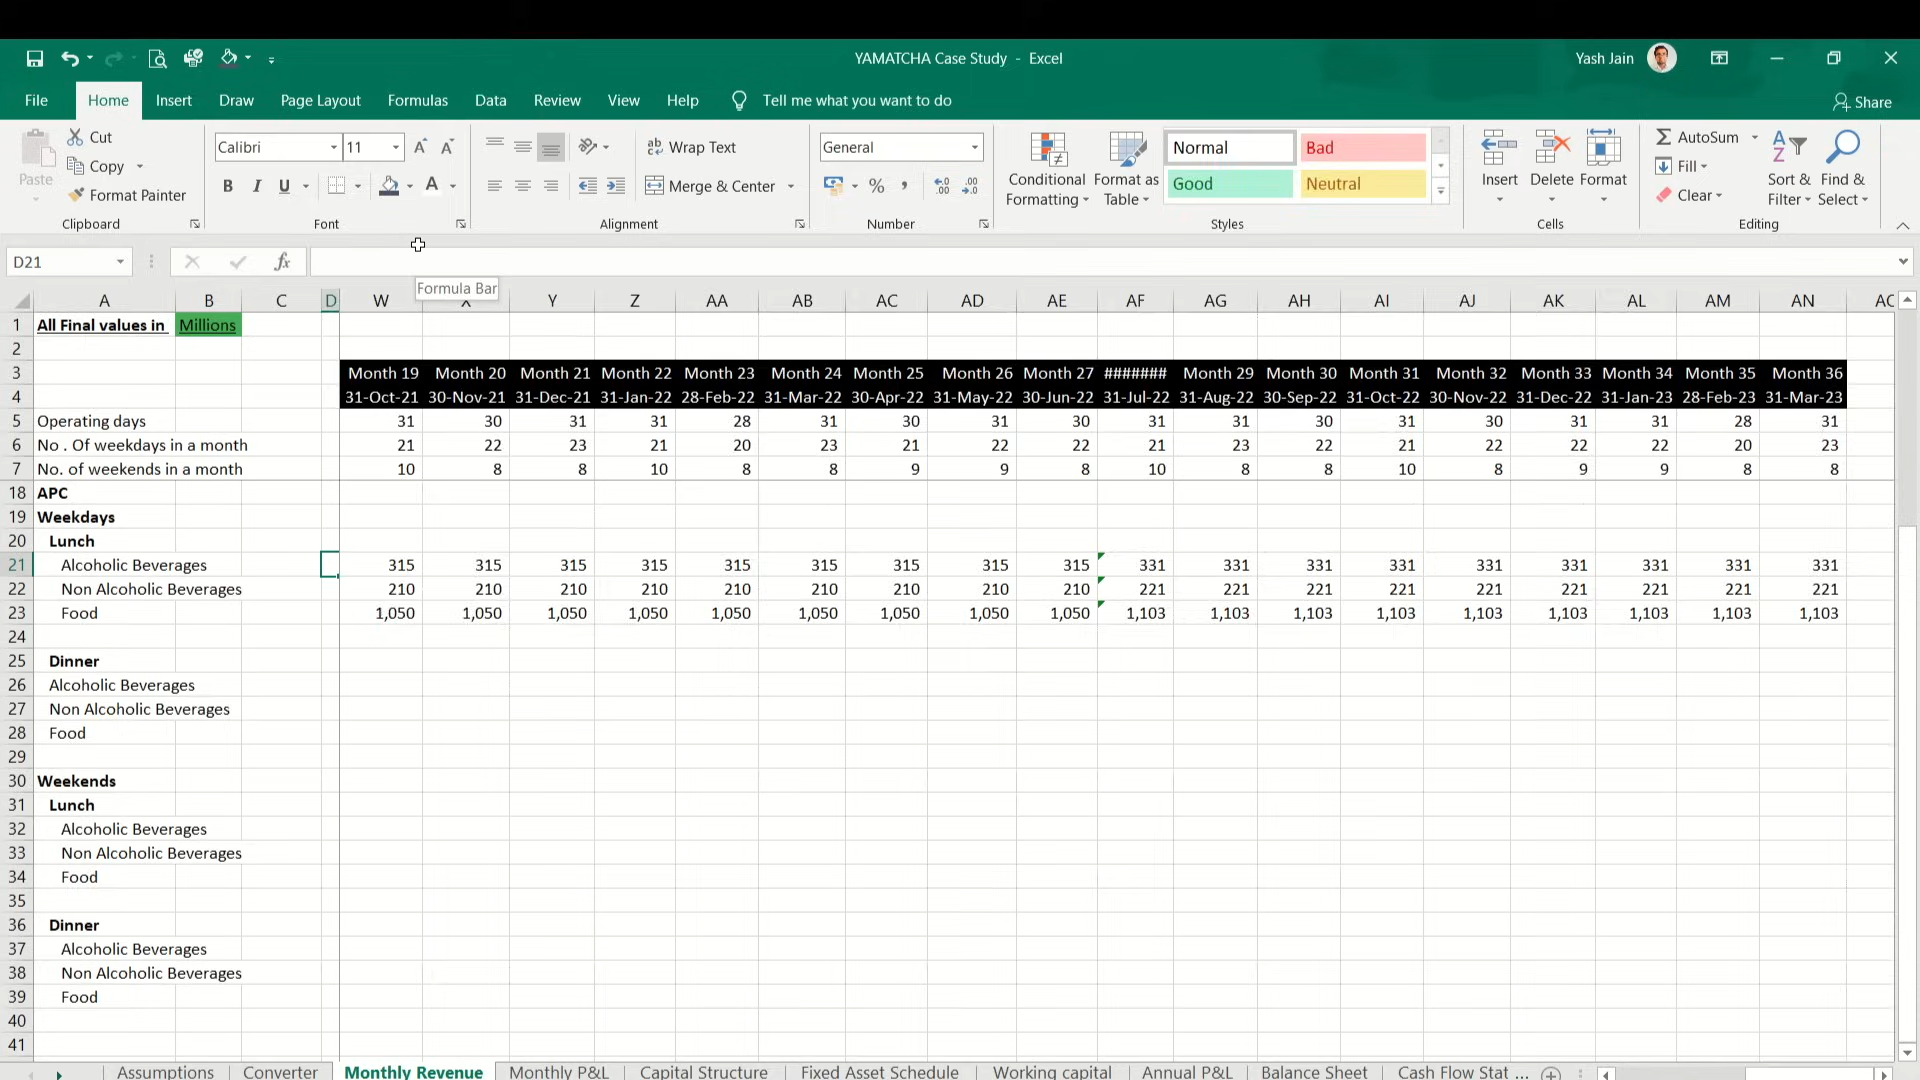 YAMATCHA Case Study - Excel
Yash Jain
File Home Insert Draw Page Layout Formulas Data Review View Help Tell me what you want to do Share
Paste Cut Copy Format Painter Clipboard
Calibri 11 B I U A Font
Wrap Text Merge & Center Alignment
General % Number
Conditional Formatting Format as Table Normal Bad Good Neutral Styles
Insert Delete Format Cells
AutoSum Fill Clear Sort & Filter Find & Select Editing
D21 fx
Formula Bar
A B C D W X Y Z AA AB AC AD AE AF AG AH AI AJ AK AL AM AN
1 All Final values in Millions
2
3 Month 19 Month 20 Month 21 Month 22 Month 23 Month 24 Month 25 Month 26 Month 27 ####### Month 29 Month 30 Month 31 Month 32 Month 33 Month 34 Month 35 Month 36
4 31-Oct-21 30-Nov-21 31-Dec-21 31-Jan-22 28-Feb-22 31-Mar-22 30-Apr-22 31-May-22 30-Jun-22 31-Jul-22 31-Aug-22 30-Sep-22 31-Oct-22 30-Nov-22 31-Dec-22 31-Jan-23 28-Feb-23 31-Mar-23
5 Operating days 31 30 31 31 28 31 30 31 30 31 31 30 31 30 31 31 28 31
6 No . Of weekdays in a month 21 22 23 21 20 23 21 22 22 21 23 22 21 22 22 22 20 23
7 No. of weekends in a month 10 8 8 10 8 8 9 9 8 10 8 8 10 8 9 9 8 8
18 APC
19 Weekdays
20 Lunch
21 Alcoholic Beverages 315 315 315 315 315 315 315 315 315 331 331 331 331 331 331 331 331 331
22 Non Alcoholic Beverages 210 210 210 210 210 210 210 210 210 221 221 221 221 221 221 221 221 221
23 Food 1,050 1,050 1,050 1,050 1,050 1,050 1,050 1,050 1,050 1,103 1,103 1,103 1,103 1,103 1,103 1,103 1,103 1,103
24
25 Dinner
26 Alcoholic Beverages
27 Non Alcoholic Beverages
28 Food
29
30 Weekends
31 Lunch
32 Alcoholic Beverages
33 Non Alcoholic Beverages
34 Food
35
36 Dinner
37 Alcoholic Beverages
38 Non Alcoholic Beverages
39 Food
40
41
Assumptions Converter Monthly Revenue Monthly P&L Capital Structure Fixed Asset Schedule Working capital Annual P&L Balance Sheet Cash Flow Stat ...